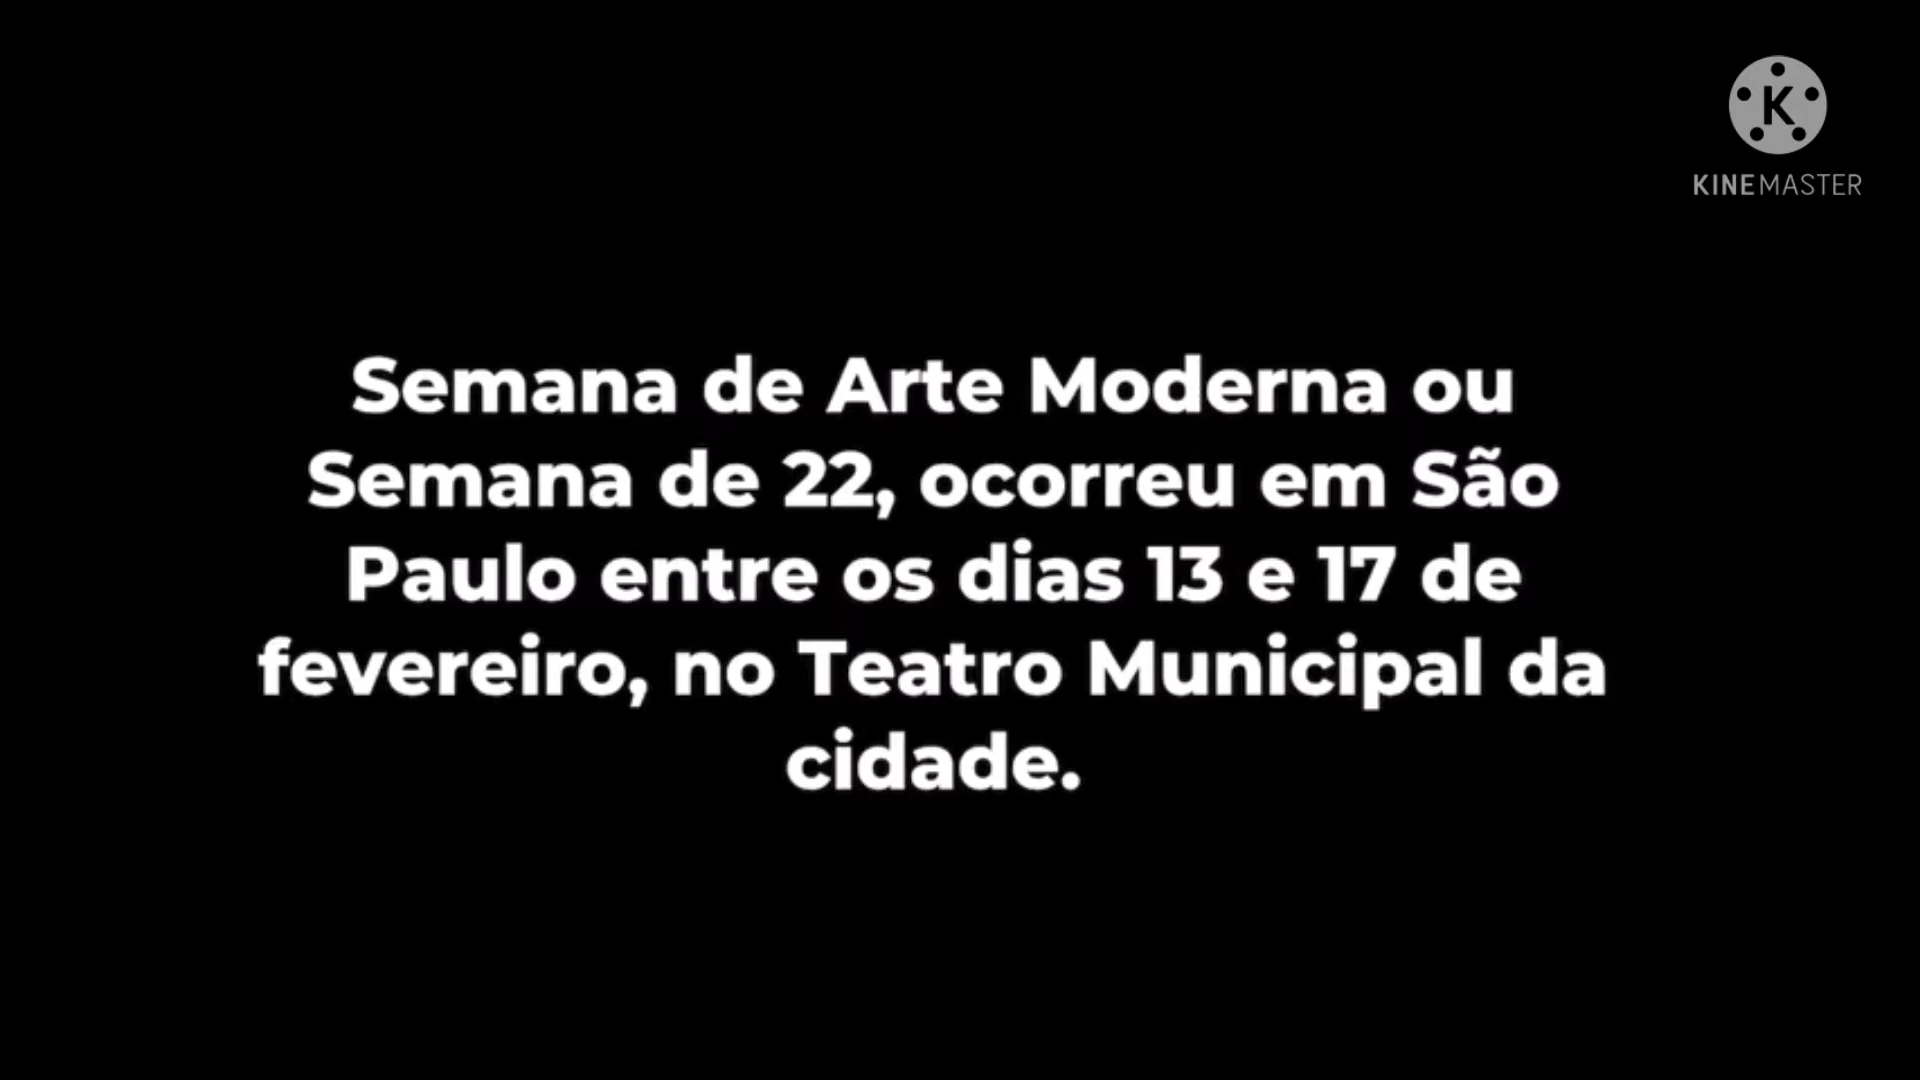 K
KINEMASTER
Semana de Arte Moderna ou
Semana de 22, ocorreu em São
Paulo entre os dias 13 e 17 de
fevereiro, no Teatro Municipal da
cidade.